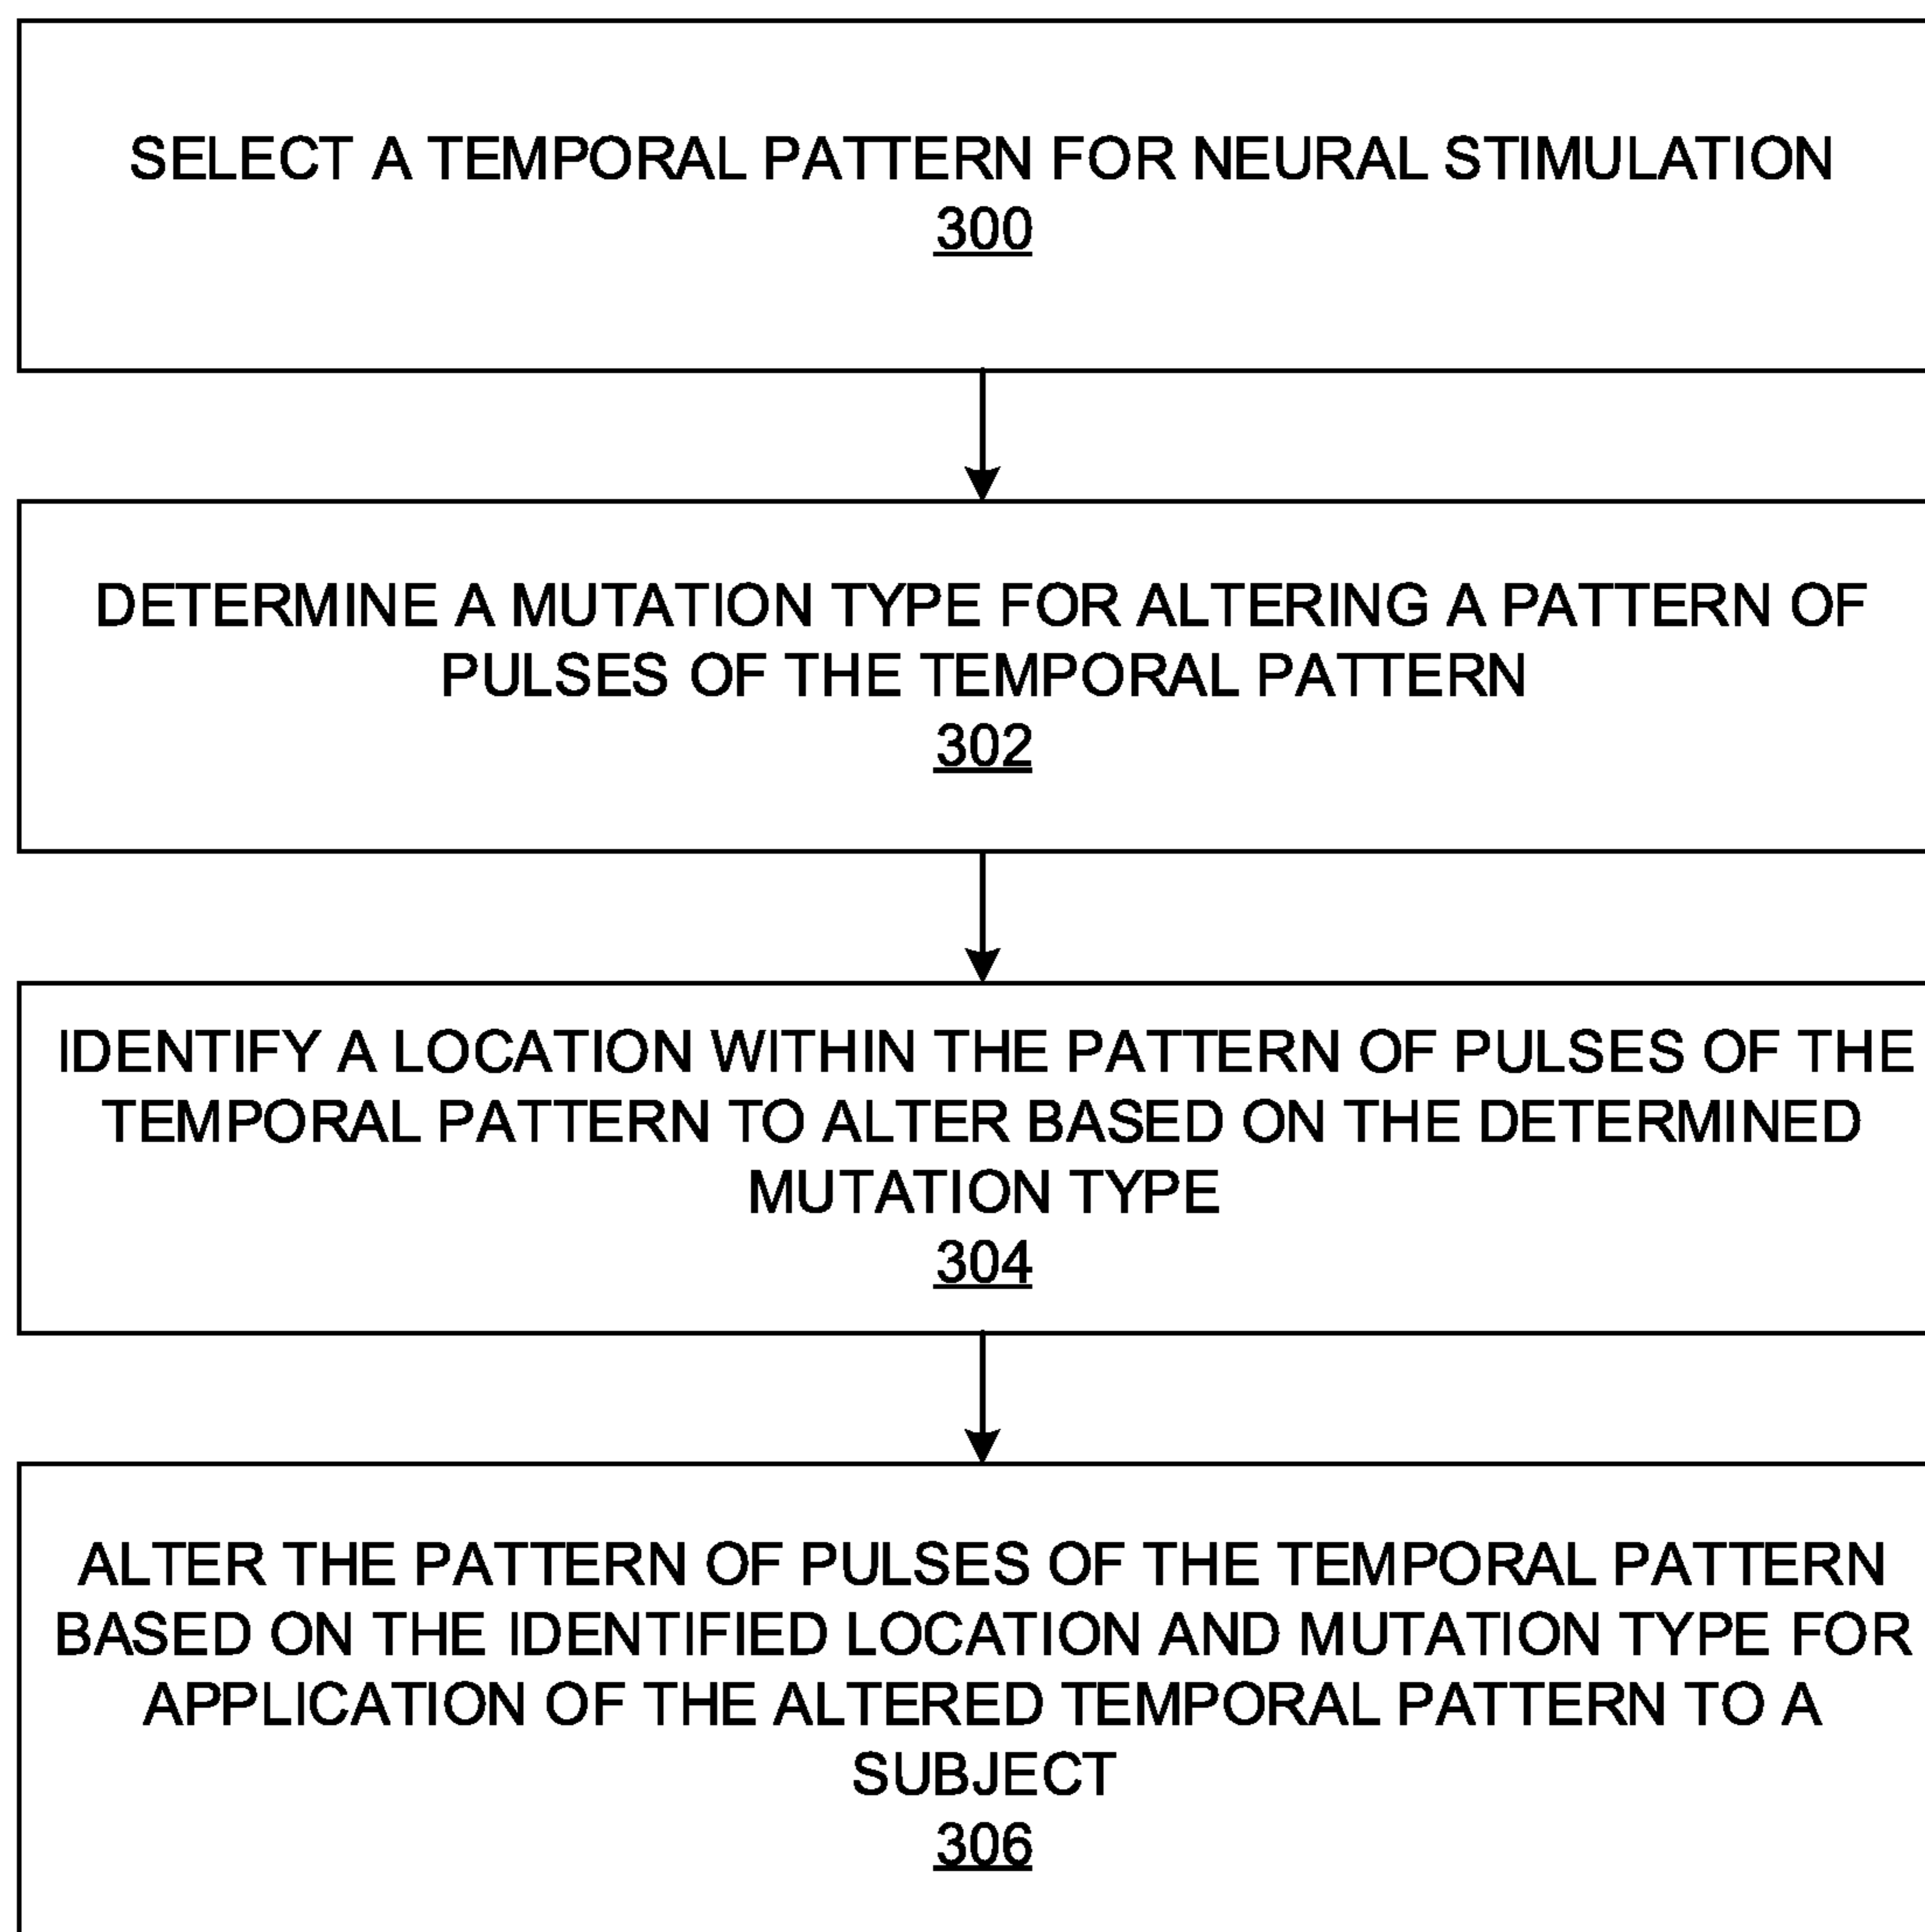 SELECT A TEMPORAL PATTERN FOR NEURAL STIMULATION
300
DETERMINE A MUTATION TYPE FOR ALTERING A PATTERN OF
PULSES OF THE TEMPORAL PATTERN
302
IDENTIFY A LOCATION WITHIN THE PATTERN OF PULSES OF THE
TEMPORAL PATTERN TO ALTER BASED ON THE DETERMINED
MUTATION TYPE
304
ALTER THE PATTERN OF PULSES OF THE TEMPORAL PATTERN
BASED ON THE IDENTIFIED LOCATION AND MUTATION TYPE FOR
APPLICATION OF THE ALTERED TEMPORAL PATTERN TO A
SUBJECT
306